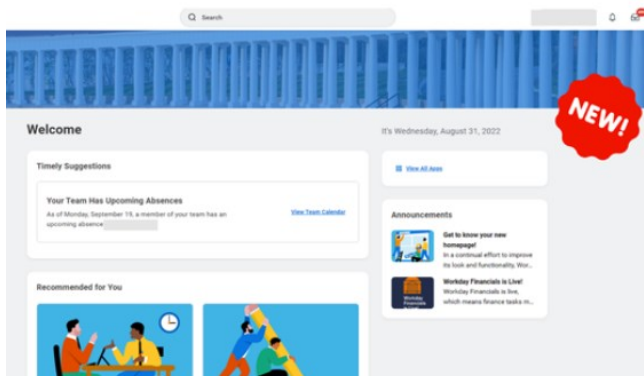 Search
NEW!
Welcome
It's Wednesday, August 31, 2022
Timely Suggestions
Your Team Has Upcoming Absences
As of Monday, September 19, a member of your team has an
upcoming absence
View Team Calendar
Recommended for You
View All Apps
Announcements
Get to know your new
homepage!
In a continual effort to improve
its look and functionality, Wor...
Workday Financials is Live!
Workday Financials is live,
which means finance tasks m...
Workday
Financials